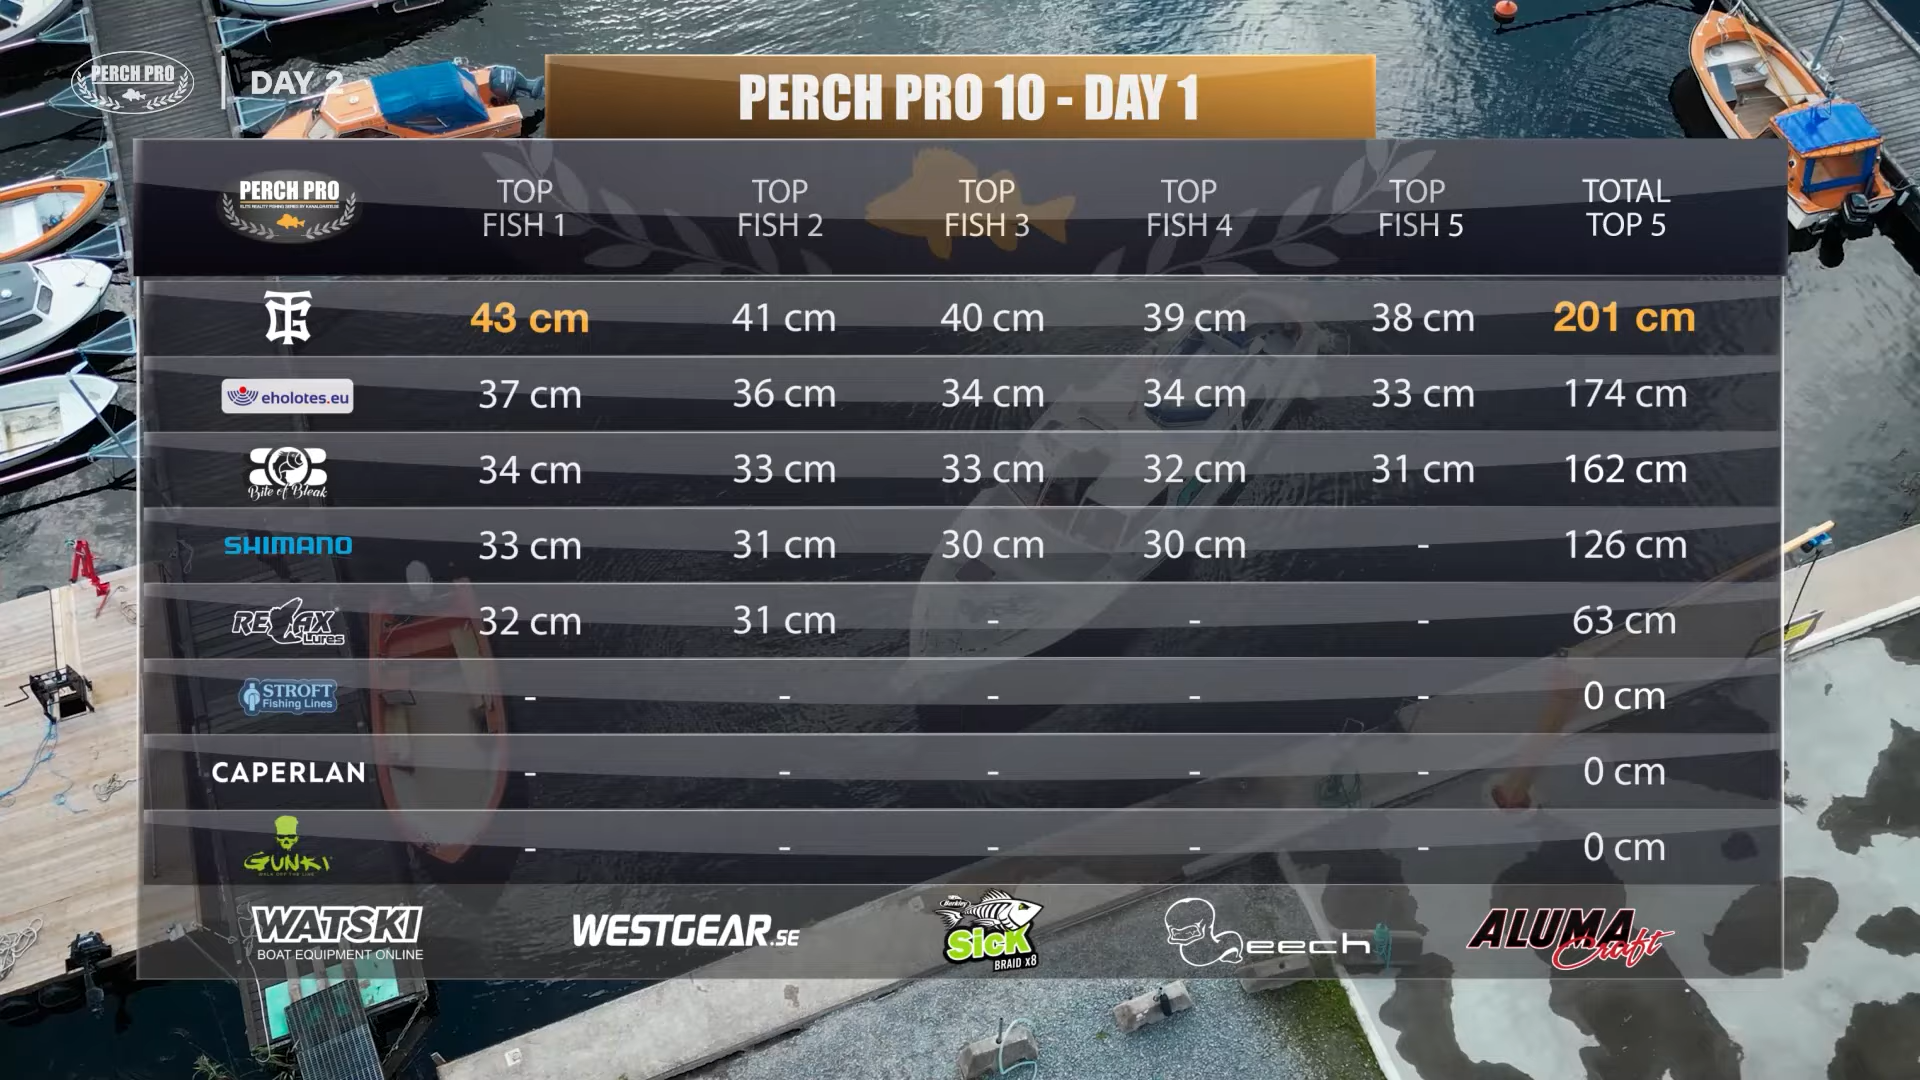 PERCH PRO
DAY 2
PERCH PRO 10 - DAY 1
PERCH PRO
TOP FISH 1
TOP FISH 2
TOP FISH 3
TOP FISH 4
TOP FISH 5
TOTAL TOP 5
TG 43 cm 41 cm 40 cm 39 cm 38 cm 201 cm
eholotes.eu 37 cm 36 cm 34 cm 34 cm 33 cm 174 cm
Bite of Bleak 34 cm 33 cm 33 cm 32 cm 31 cm 162 cm
SHIMANO 33 cm 31 cm 30 cm 30 cm - 126 cm
RELAX Lures 32 cm 31 cm - - - 63 cm
STROFT Fishing Lines - - - - - 0 cm
CAPERLAN - - - - - 0 cm
GUNKI - - - - - 0 cm
WATSKI
BOAT EQUIPMENT ONLINE
WESTGEAR.SE
Berkley
SicK
BRAID x8
eech
ALUMA
Craft